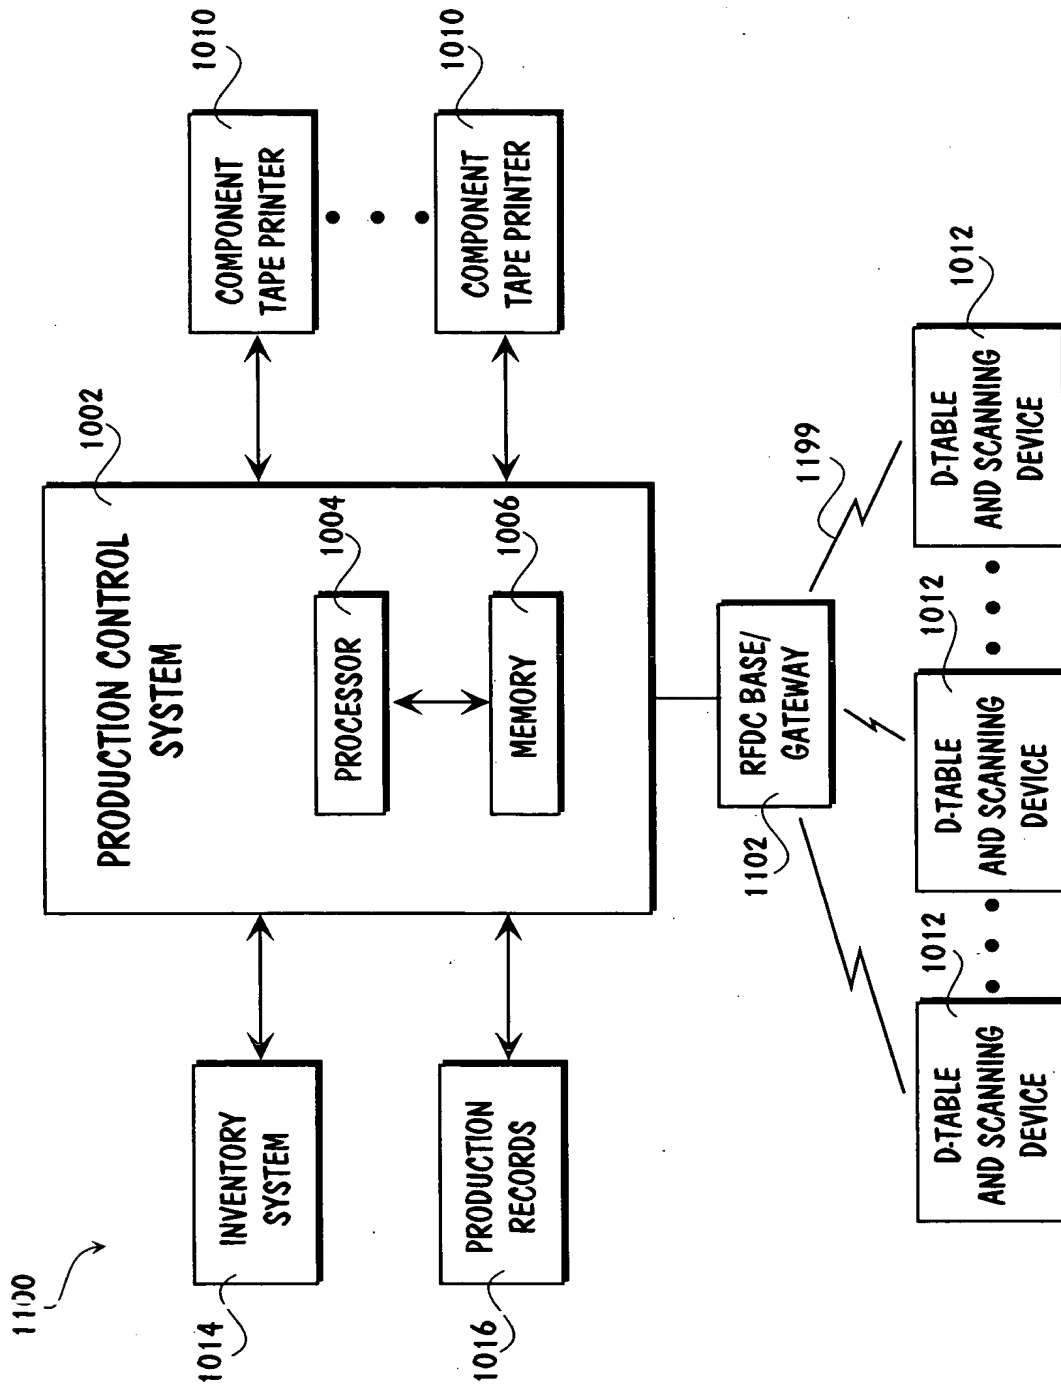 1100
1014
INVENTORY
SYSTEM
1016
PRODUCTION
RECORDS
1002
PRODUCTION CONTROL
SYSTEM
1004
PROCESSOR
1006
MEMORY
1010
COMPONENT
TAPE PRINTER
1010
COMPONENT
TAPE PRINTER
1102
RFDC BASE/
GATEWAY
1199
1012
D-TABLE
AND SCANNING
DEVICE
1012
D-TABLE
AND SCANNING
DEVICE
1012
D-TABLE
AND SCANNING
DEVICE